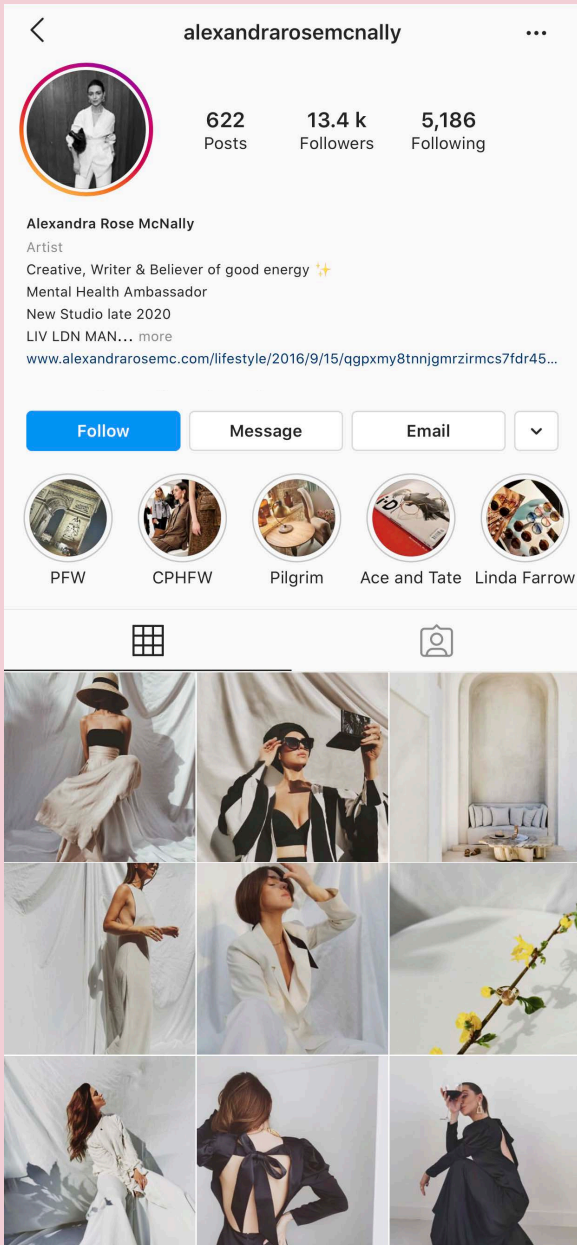 alexandrarosemcnally
622 13.4 k 5,186
Posts Followers Following
Alexandra Rose McNally
Artist
Creative, Writer & Believer of good energy ✨
Mental Health Ambassador
New Studio late 2020
LIV LDN MAN... more
www.alexandrarosemc.com/lifestyle/2016/9/15/qgpxmy8tnnjgmrzirmcs7fdr45...
Follow Message Email
i-D
PFW CPHFW Pilgrim Ace and Tate Linda Farrow